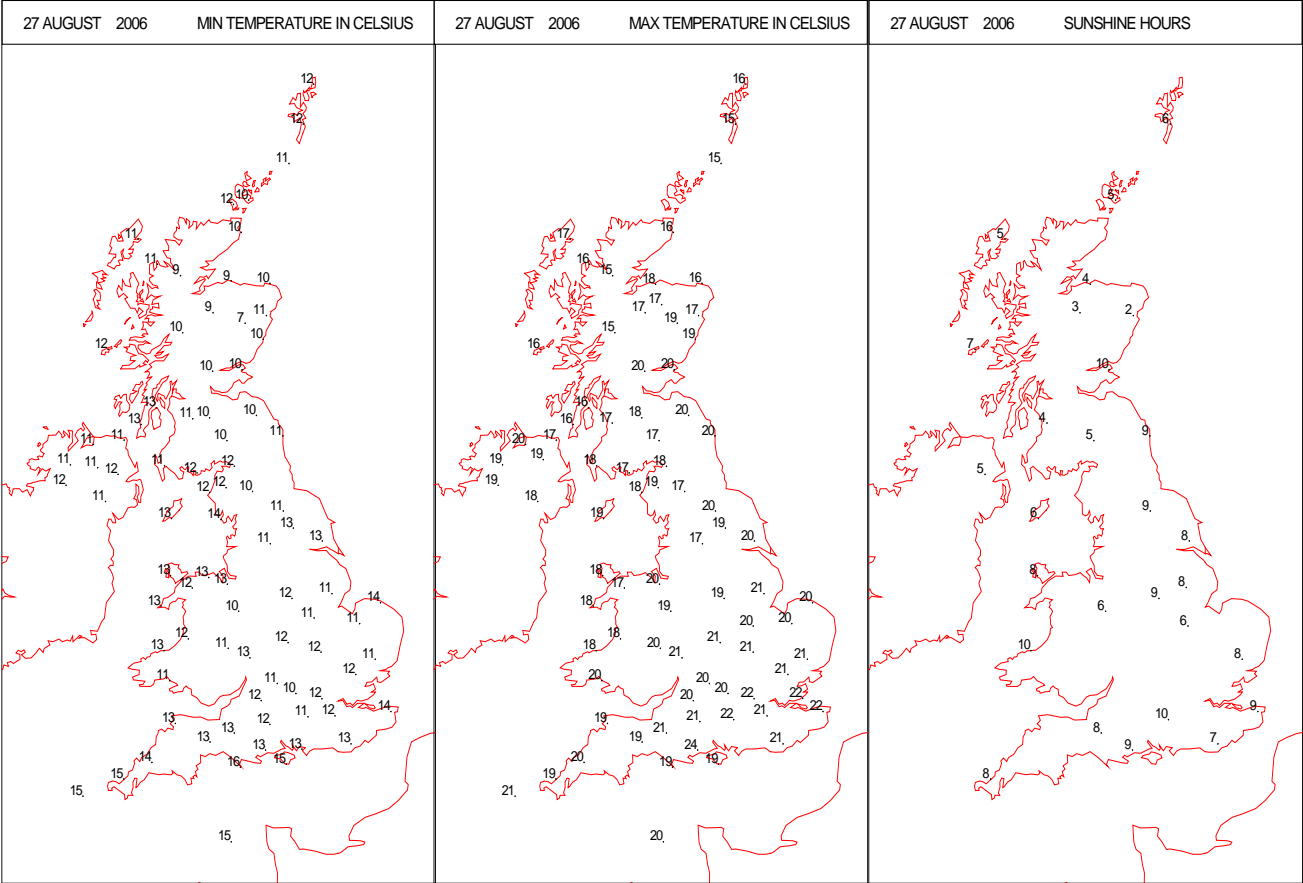 27 AUGUST 2006 MIN TEMPERATURE IN CELSIUS
12
12
11
12 10
10
11
11
9 9 10
9 7 11
10 10
12
10 10
13
13 11 10 10
11 11 10 11
11 11 12 11 12 12
12 12 12 10
11
13 14 11
13
11 13
13 12 13 13
13 10 12 11 14
11 11
13 12 11 13 12 12 11
11 12
11 10 12
12 11 12 14
13 13 12
13 13 13 13
14 16 15
15
15
15
27 AUGUST 2006 MAX TEMPERATURE IN CELSIUS
16
15
15
16
17
16 15 18 16
17 17 19 17
15 19
16
20 20
16
16 17 18 20
20 17 17 20
19 19 18 17 18
19 18 19 17
18
19 20
19
17 20
18 17 20
18 19 19 21 20
20 20
18 18 20 21 21 21 21
20 21
20 20 20 22 22
19 21 22 21 22
19 21
24
20 19 19
19
21
20
27 AUGUST 2006 SUNSHINE HOURS
6
5
5
4
3 2
7
10
4 5 9
5
6 9
8
8
6 9 8
6
10 8
9
8 10
9 7
8